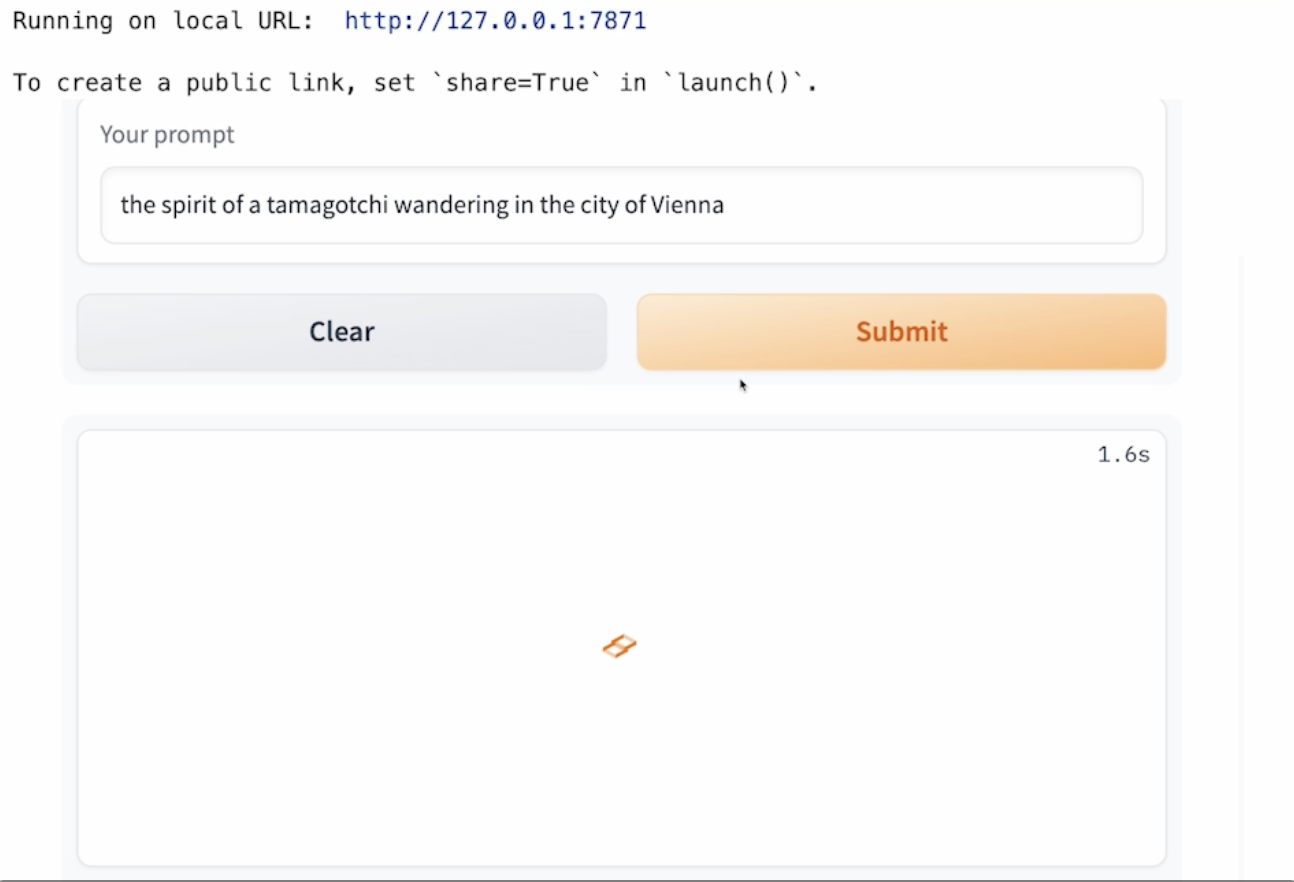 Running on local URL:  http://127.0.0.1:7871
To create a public link, set `share=True` in `launch()`.
Your prompt
the spirit of a tamagotchi wandering in the city of Vienna
Clear
Submit
1.6s